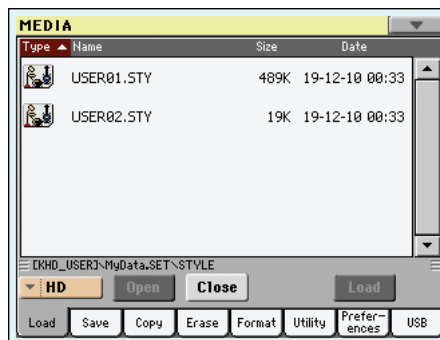 MEDIA
Type Name Size Date
USER01.STY 489K 19-12-10 00:33
USER02.STY 19K 19-12-10 00:33
[KHD_USER]\MyData.SET\STYLE
HD Open Close Load
Load Save Copy Erase Format Utility Prefer-
ences USB